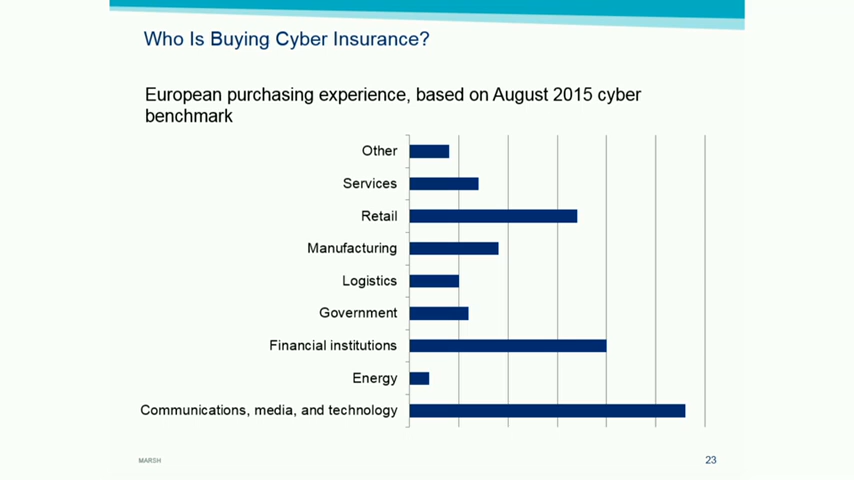 Who Is Buying Cyber Insurance?
European purchasing experience, based on August 2015 cyber
benchmark
Other
Services
Retail
Manufacturing
Logistics
Government
Financial institutions
Energy
Communications, media, and technology
MARSH
23